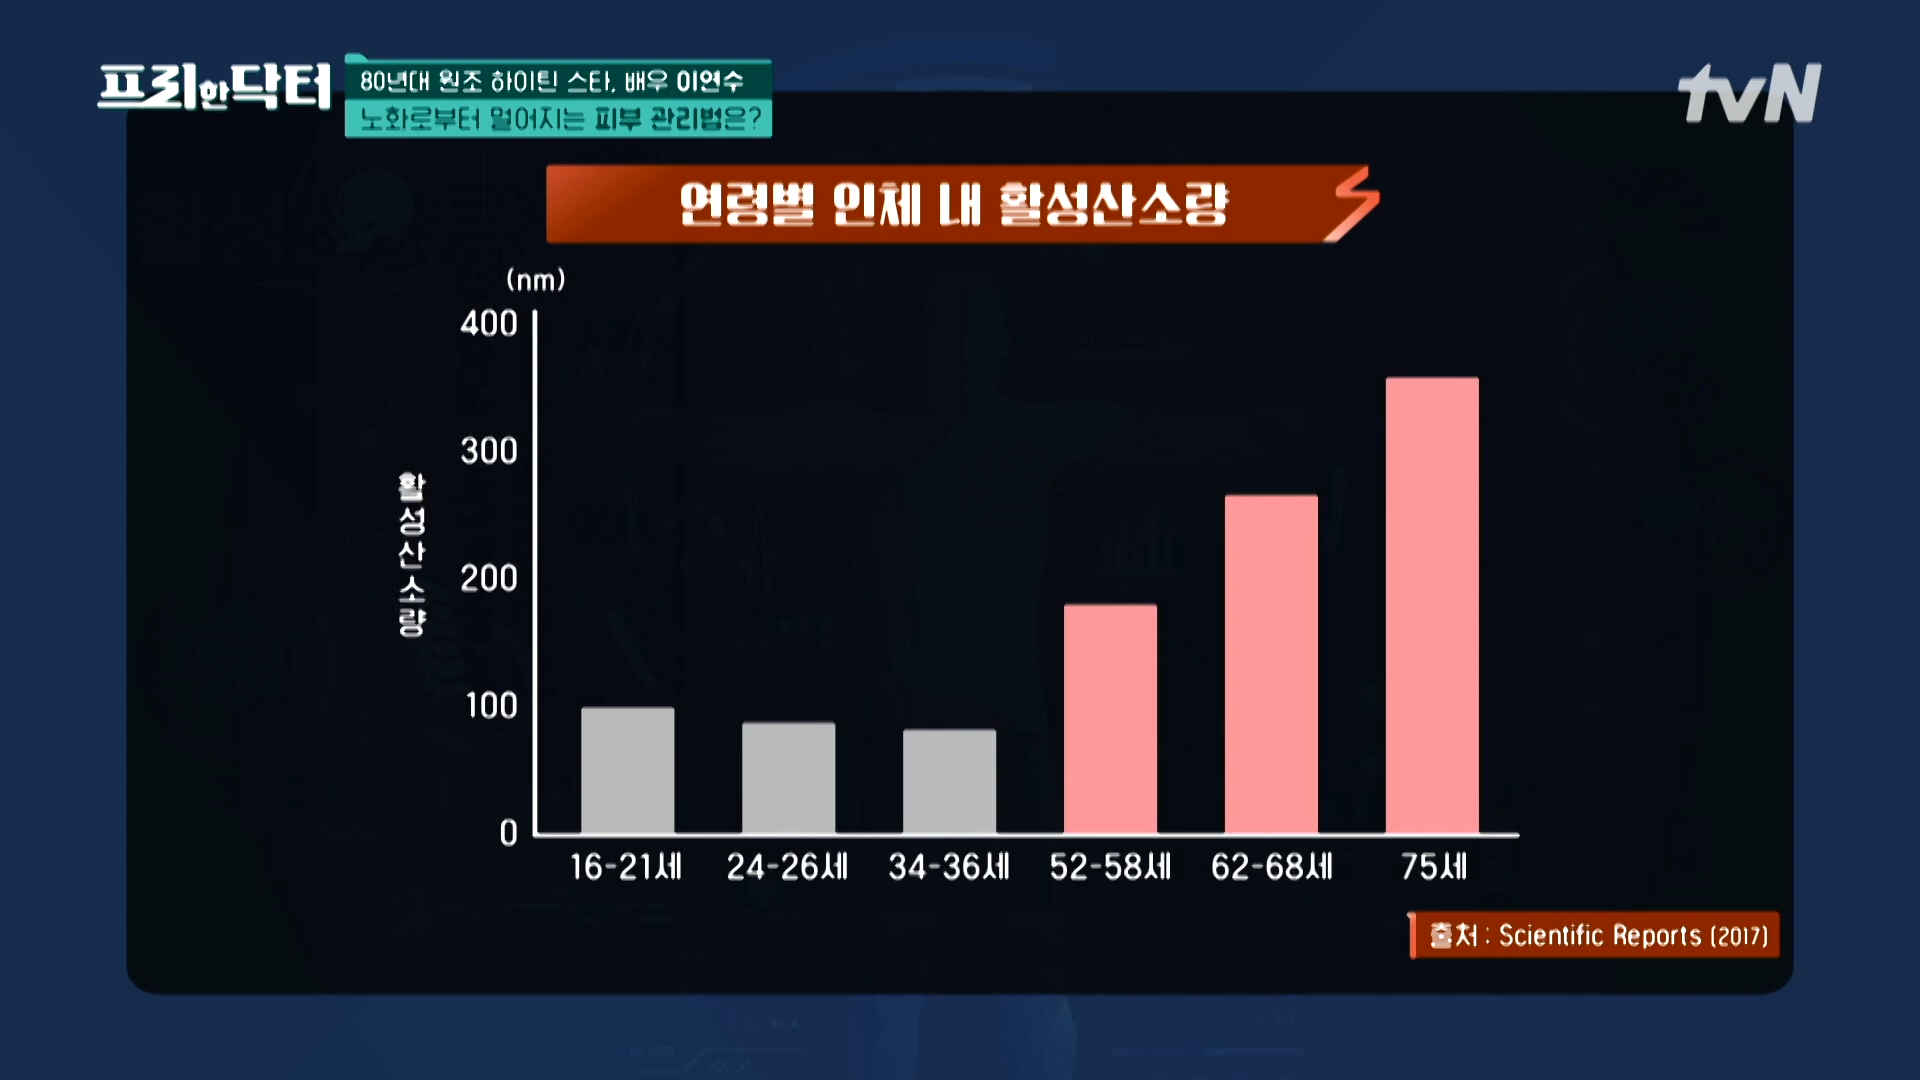 프리한닥터
80년대 원조 하이틴 스타, 배우 이연수
노화로부터 멀어지는 피부 관리법은?
tvN
연령별 인체 내 활성산소량
(nm)
400
300
200
100
0
활성산소량
16-21세 24-26세 34-36세 52-58세 62-68세 75세
출처 : Scientific Reports (2017)